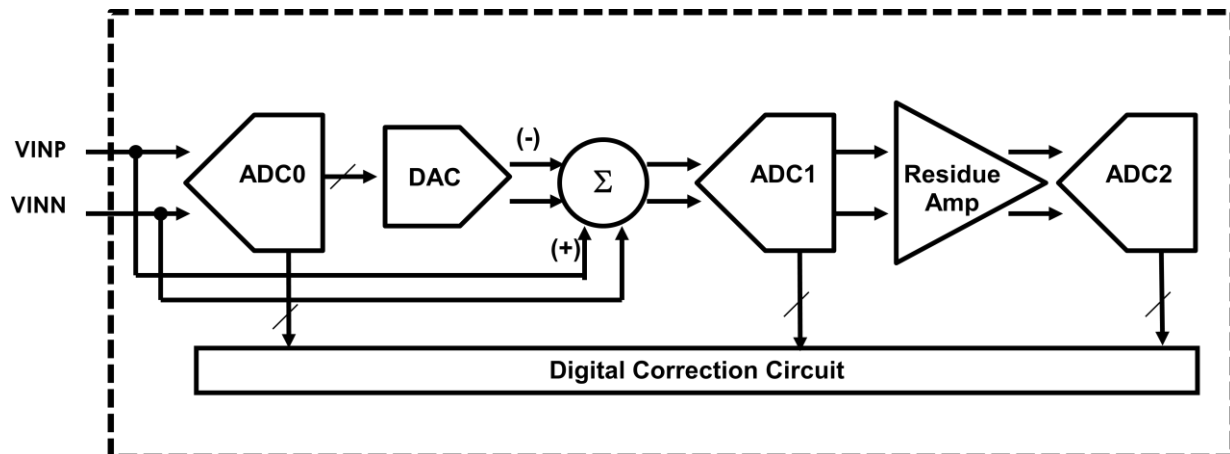 VINP
VINN
ADC0
DAC
(-)
Σ
(+)
ADC1
Residue
Amp
ADC2
Digital Correction Circuit